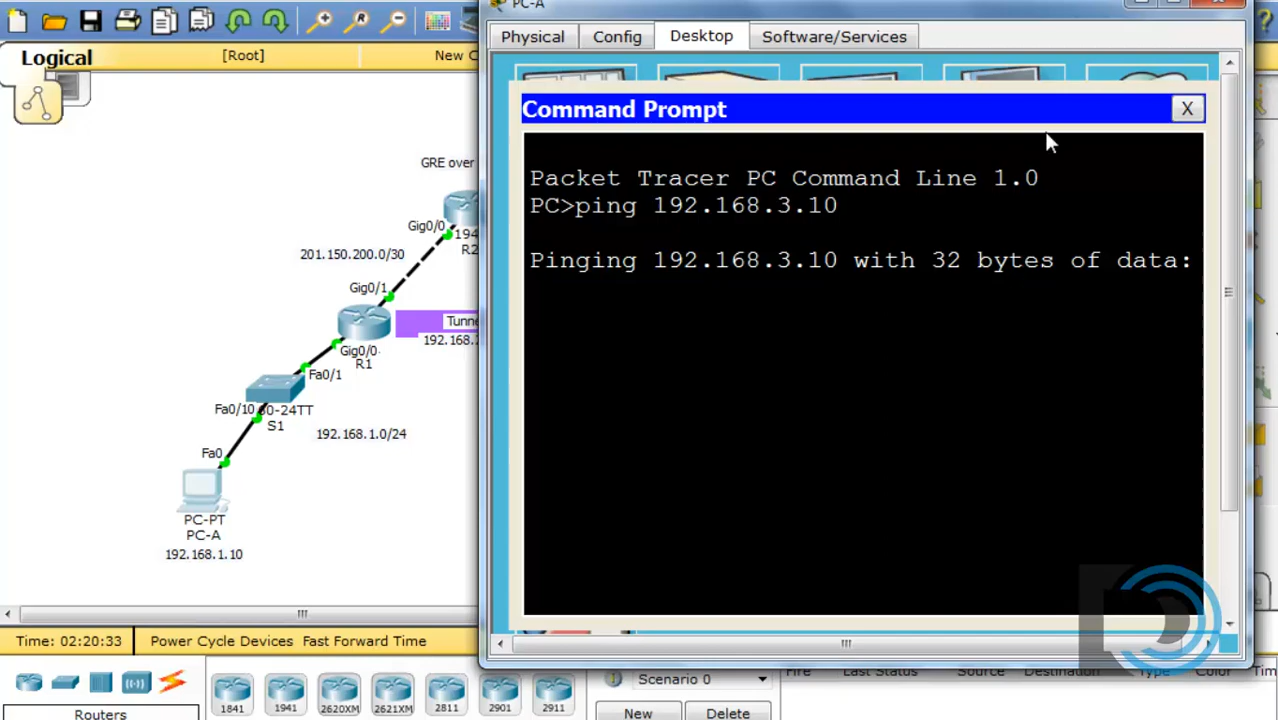 PC-A
Physical
Config
Desktop
Software/Services
Logical
[Root]
New C
Command Prompt
X
Packet Tracer PC Command Line 1.0
PC>ping 192.168.3.10
Pinging 192.168.3.10 with 32 bytes of data:
GRE over
Gig0/0
194
R2
201.150.200.0/30
Gig0/1
Tunne
192.168.2
Gig0/0
R1
Fa0/1
Fa0/10
60-24TT
S1
192.168.1.0/24
Fa0
PC-PT
PC-A
192.168.1.10
Time: 02:20:33
Power Cycle Devices Fast Forward Time
Fire Last Status Source Destination Type Color
Scenario 0
New
Delete
1841
1941
2620XM
2621XM
2811
2901
2911
Routers